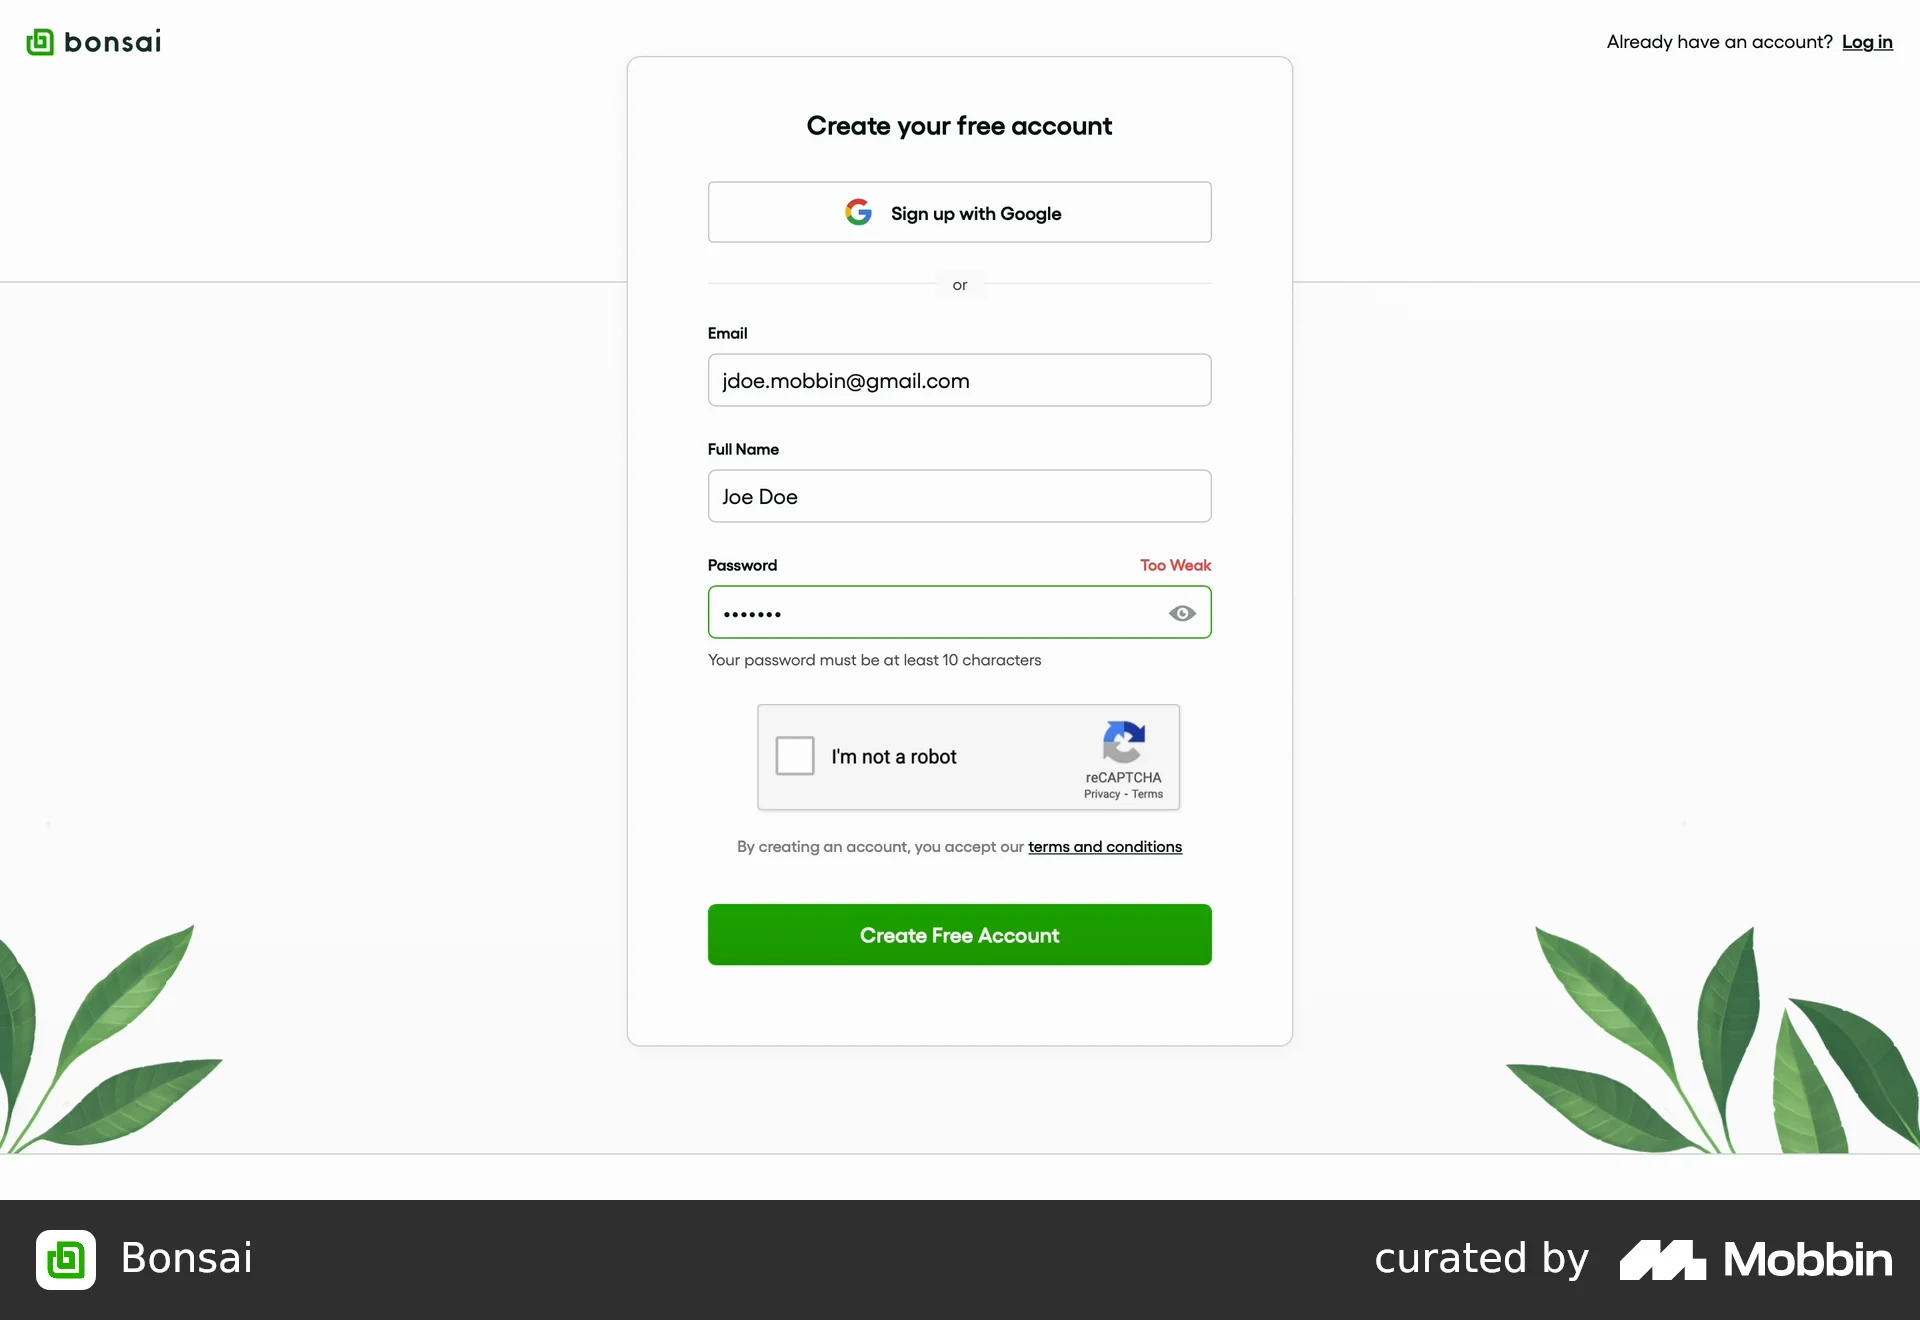 bonsai
Already have an account? Log in
Create your free account
Sign up with Google
or
Email
jdoe.mobbin@gmail.com
Full Name
Joe Doe
Password
Too Weak
•••••••
Your password must be at least 10 characters
I'm not a robot
reCAPTCHA
Privacy - Terms
By creating an account, you accept our terms and conditions
Create Free Account
Bonsai
curated by Mobbin